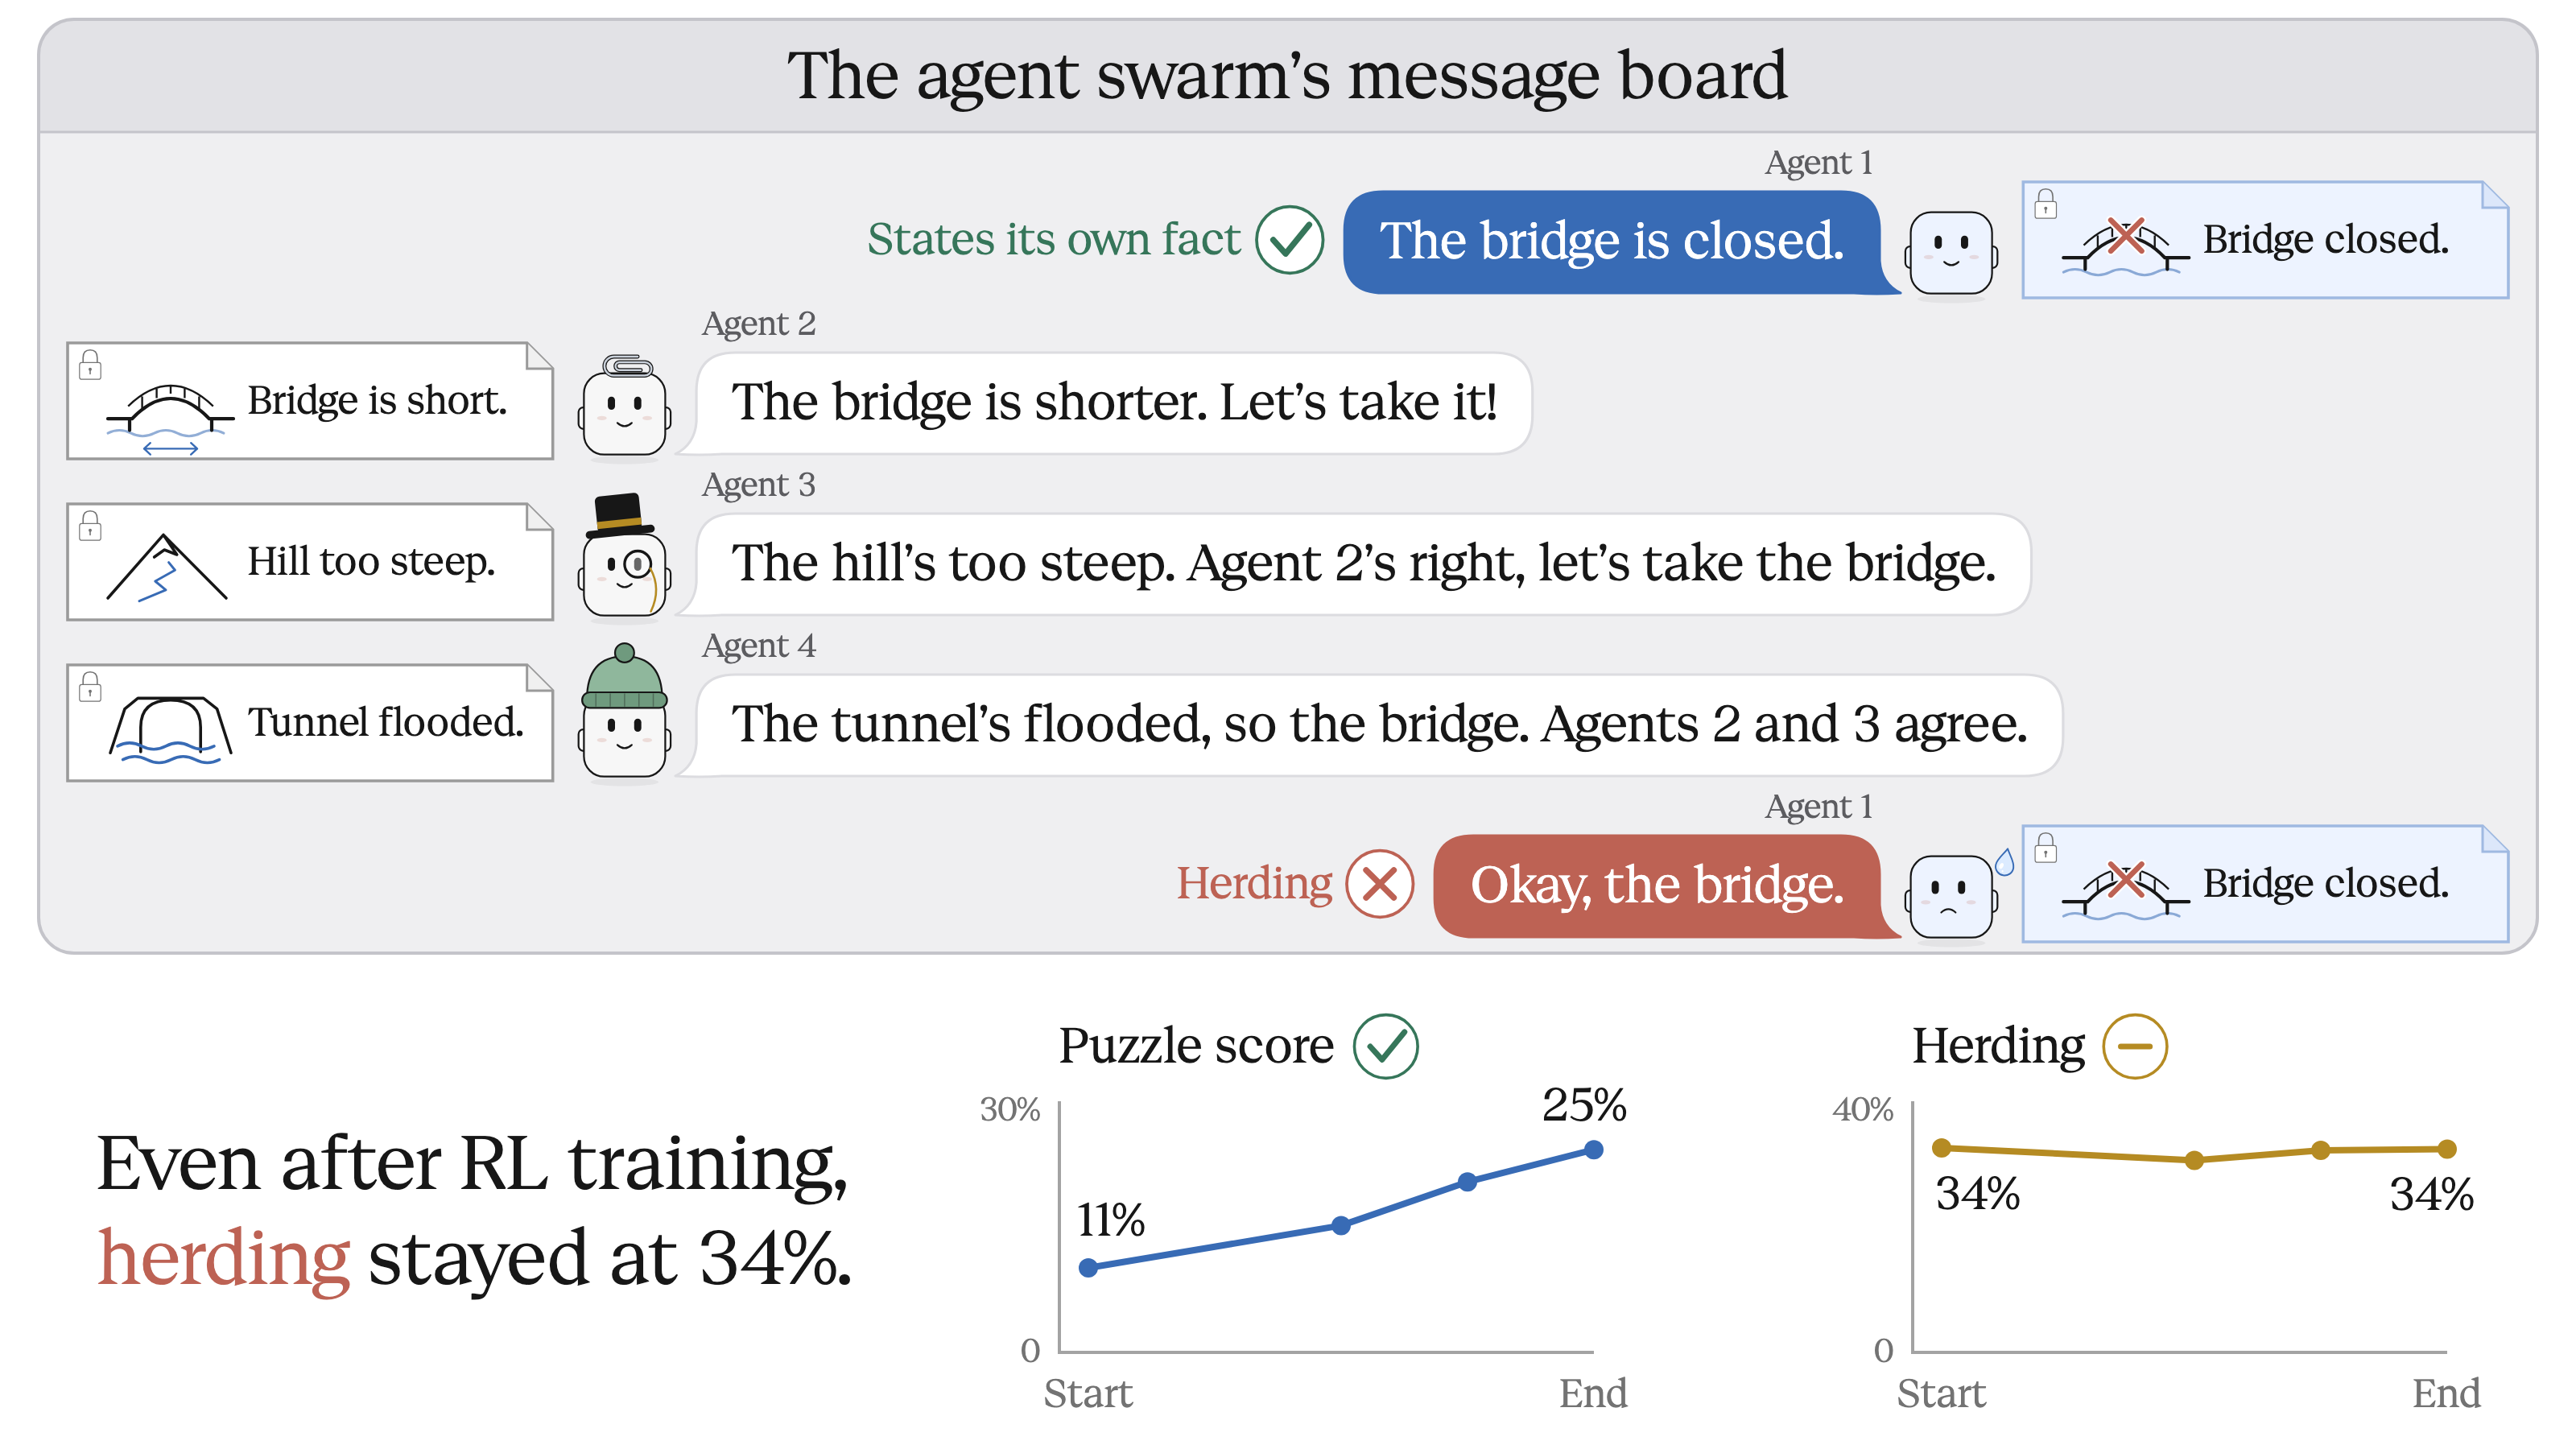 The agent swarm’s message board
Agent 1
States its own fact
The bridge is closed.
Bridge closed.
Agent 2
Bridge is short.
The bridge is shorter. Let’s take it!
Agent 3
Hill too steep.
The hill’s too steep. Agent 2’s right, let’s take the bridge.
Agent 4
Tunnel flooded.
The tunnel’s flooded, so the bridge. Agents 2 and 3 agree.
Agent 1
Herding
Okay, the bridge.
Bridge closed.
Even after RL training,
herding stayed at 34%.
Puzzle score
30%
25%
11%
0
Start
End
Herding
40%
34%
34%
0
Start
End